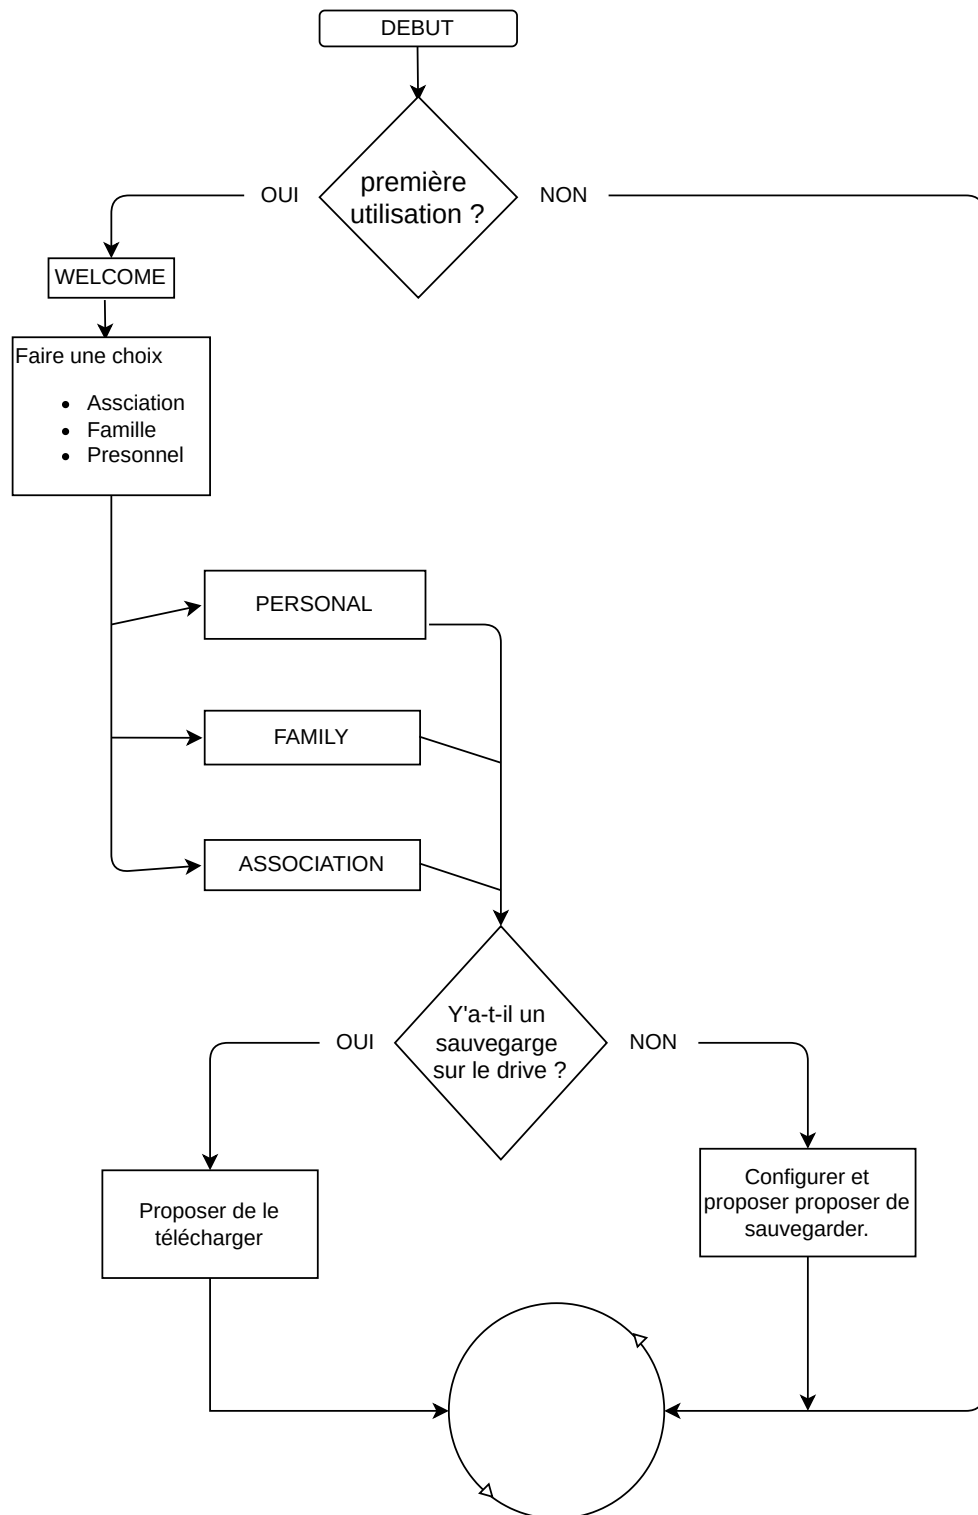 DEBUT
première
utilisation ?
OUI
NON
WELCOME
Faire une choix
• Assciation
• Famille
• Presonnel
PERSONAL
FAMILY
ASSOCIATION
Y'a-t-il un
sauvegarge
sur le drive ?
OUI
NON
Proposer de le
télécharger
Configurer et
proposer proposer de
sauvegarder.